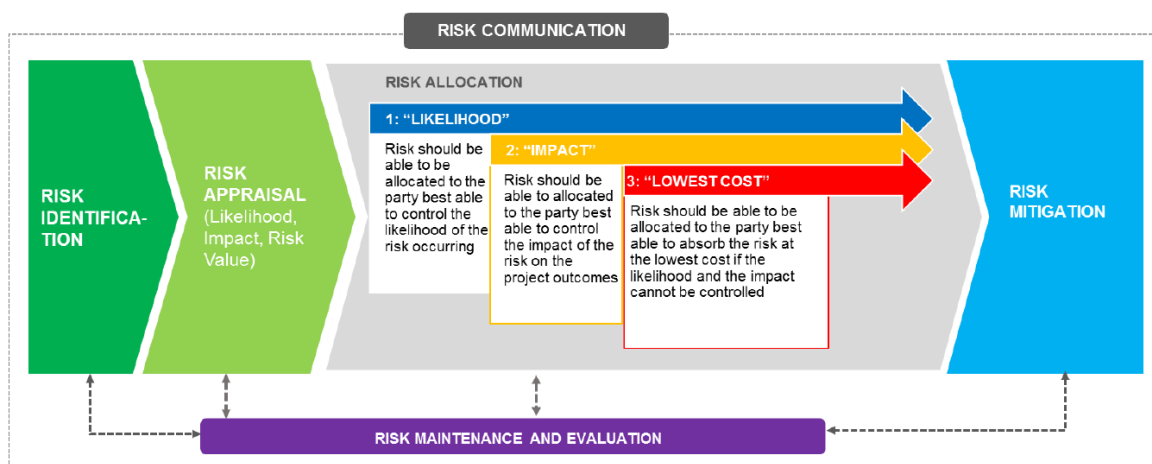 RISK COMMUNICATION
RISK
IDENTIFICA-
TION
RISK
APPRAISAL
(Likelihood,
Impact, Risk
Value)
RISK ALLOCATION
1: “LIKELIHOOD”
Risk should be
able to be
allocated to the
party best able
to control the
likelihood of the
risk occurring
2: “IMPACT”
Risk should be
able to allocated
to the party best
able to control
the impact of the
risk on the
project outcomes
3: “LOWEST COST”
Risk should be able to be
allocated to the party best
able to absorb the risk at
the lowest cost if the
likelihood and the impact
cannot be controlled
RISK
MITIGATION
RISK MAINTENANCE AND EVALUATION